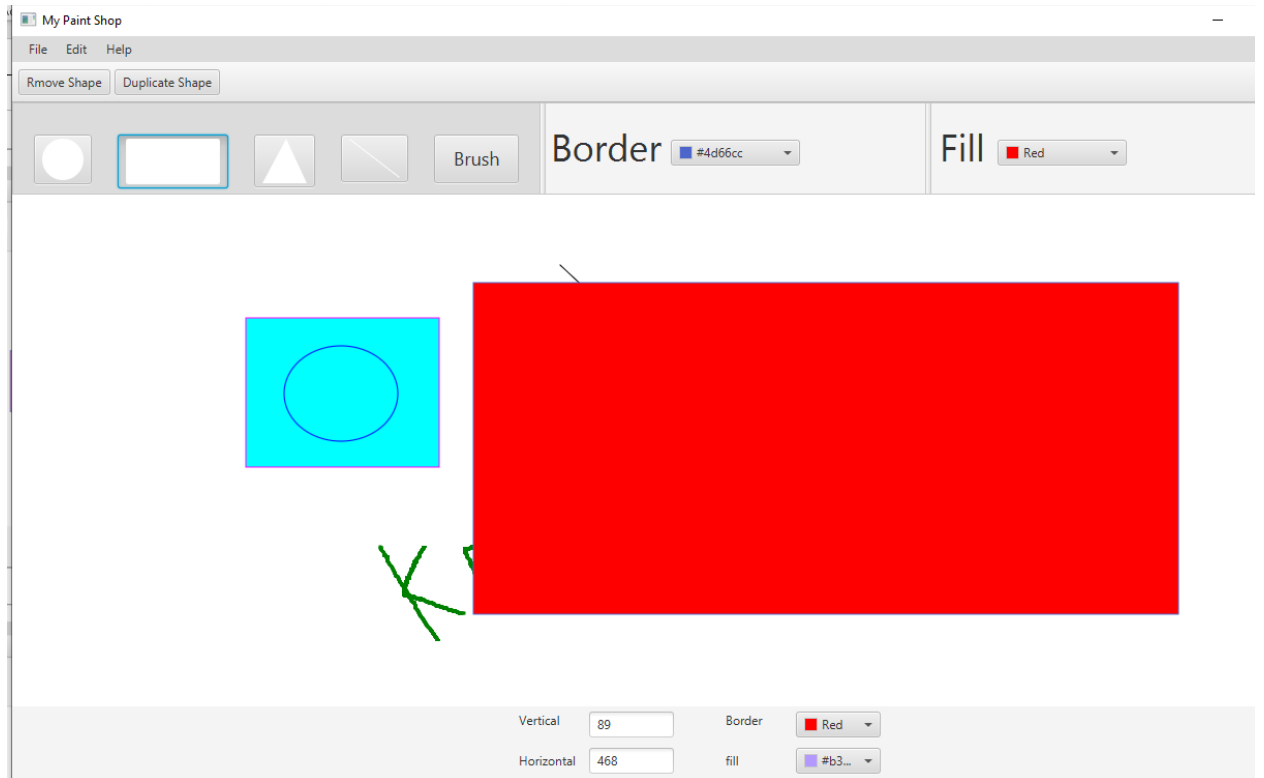 My Paint Shop
File Edit Help
Rmove Shape Duplicate Shape
Brush Border #4d66cc Fill Red
K
Vertical 89 Border Red
Horizontal 468 fill #b3...